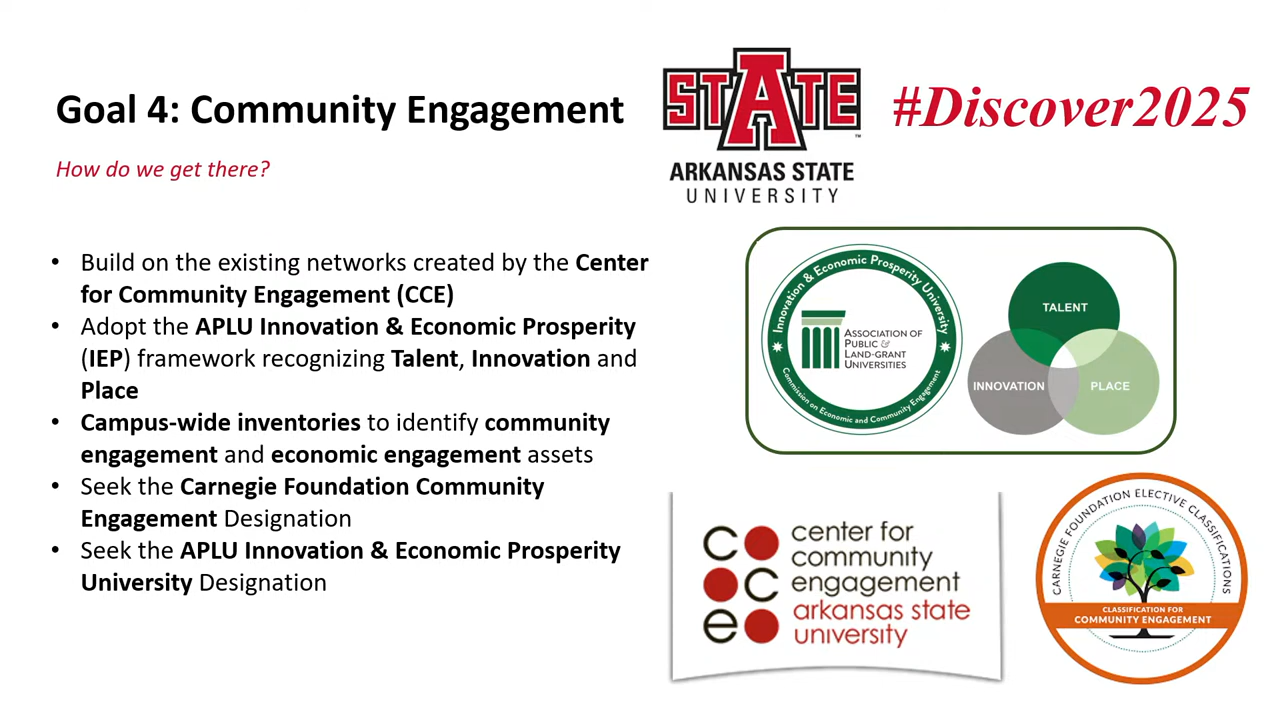 Goal 4: Community Engagement
How do we get there?
• Build on the existing networks created by the Center
for Community Engagement (CCE)
• Adopt the APLU Innovation & Economic Prosperity
(IEP) framework recognizing Talent, Innovation and
Place
• Campus-wide inventories to identify community
engagement and economic engagement assets
• Seek the Carnegie Foundation Community
Engagement Designation
• Seek the APLU Innovation & Economic Prosperity
University Designation
STATE
™
ARKANSAS STATE
UNIVERSITY
#Discover2025
Innovation & Economic Prosperity University
ASSOCIATION OF
PUBLIC &
LAND-GRANT
UNIVERSITIES
Commission on Economic and Community Engagement
TALENT
INNOVATION
PLACE
c
c
e
center for
community
engagement
arkansas state
university
CARNEGIE FOUNDATION ELECTIVE CLASSIFICATIONS
CLASSIFICATION FOR
COMMUNITY ENGAGEMENT